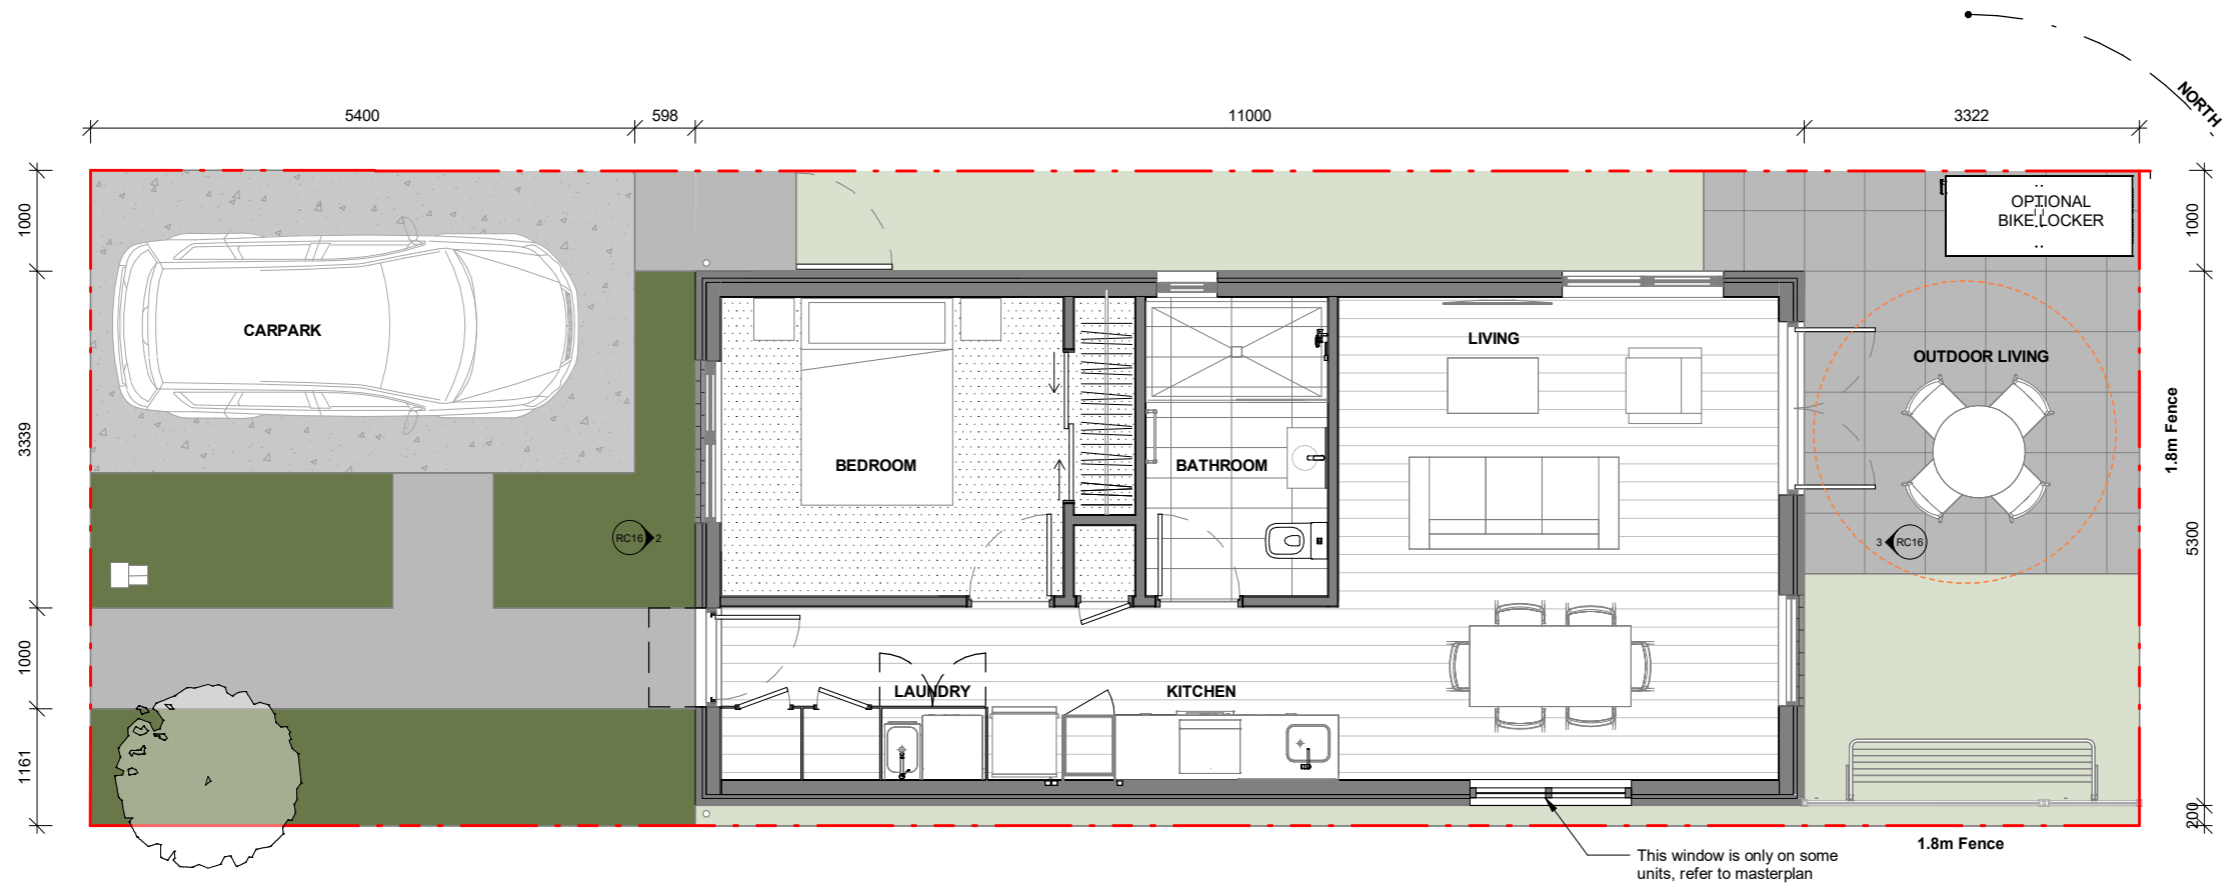 NORTH
5400
598
11000
3322
1000
1000
OPTIONAL
BIKE LOCKER
CARPARK
LIVING
OUTDOOR LIVING
3339
1.8m Fence
BEDROOM
BATHROOM
RC16
2
3
RC16
5300
1000
LAUNDRY
KITCHEN
1161
200
1.8m Fence
This window is only on some
units, refer to masterplan